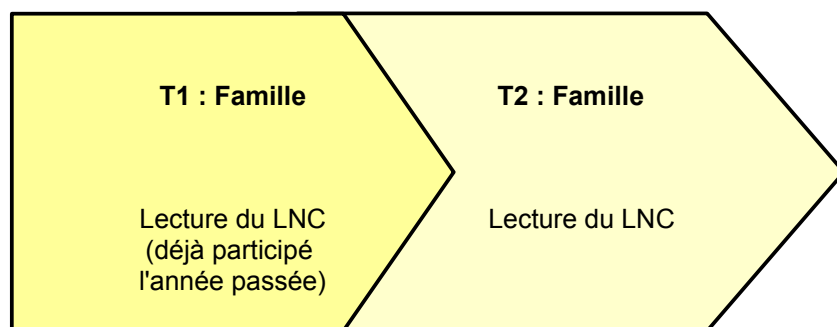 T1 : Famille
Lecture du LNC
(déjà participé
l'année passée)
T2 : Famille
Lecture du LNC